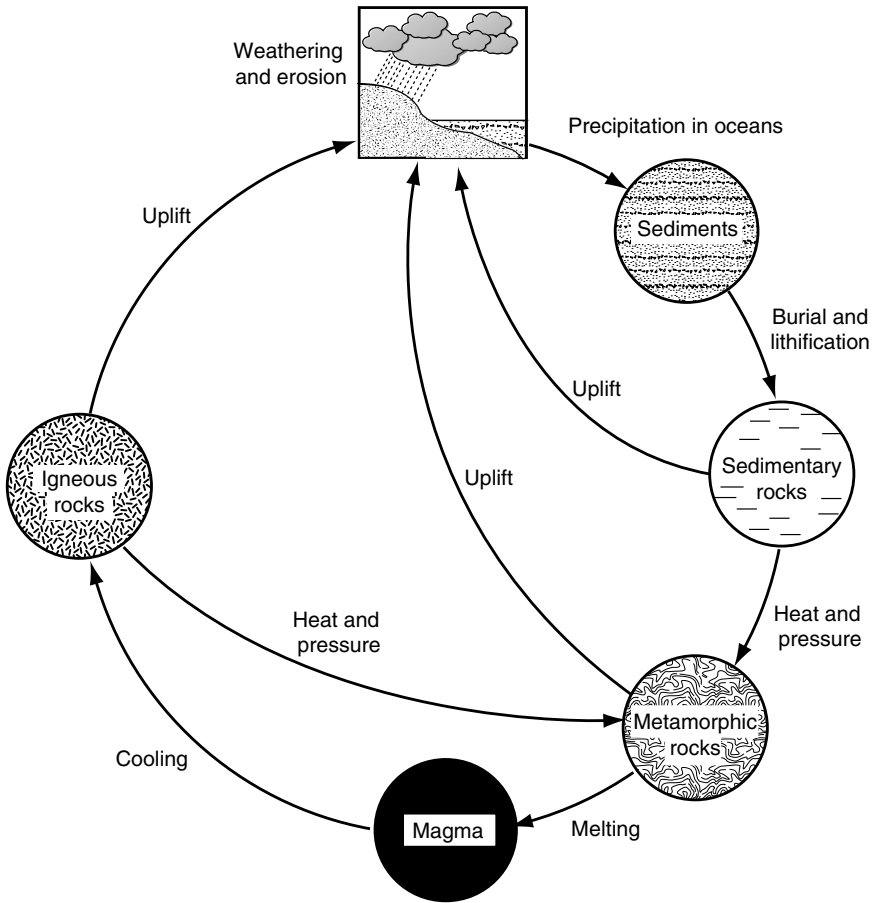 Weathering
and erosion
Precipitation in oceans
Sediments
Uplift
Burial and
lithification
Uplift
Sedimentary
rocks
Igneous
rocks
Uplift
Heat and
pressure
Heat and
pressure
Metamorphic
rocks
Cooling
Magma
Melting